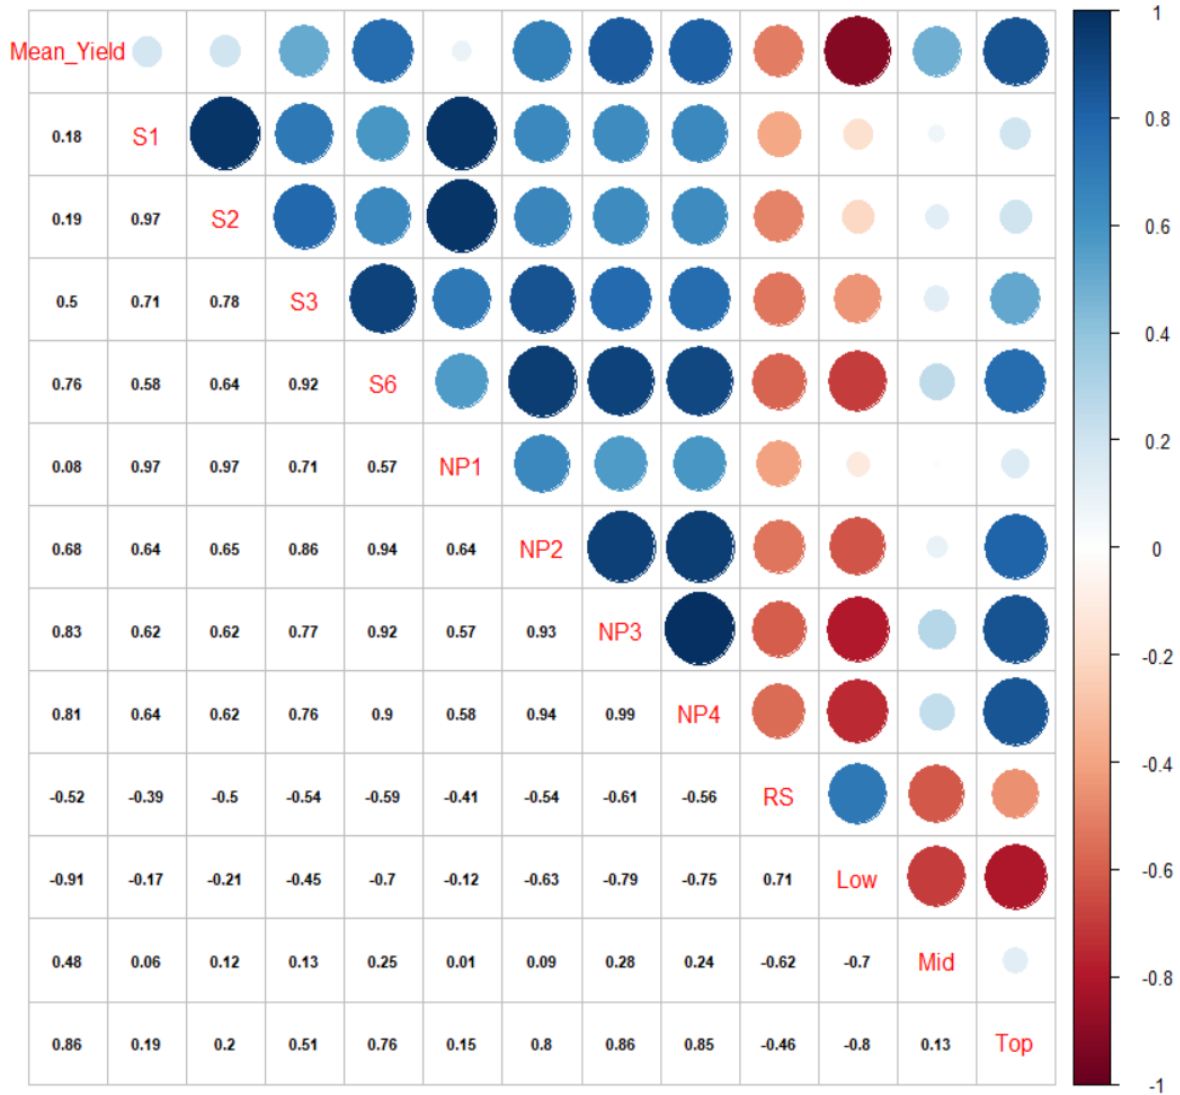 Mean_Yield
0.18 S1
0.19 0.97 S2
0.5 0.71 0.78 S3
0.76 0.58 0.64 0.92 S6
0.08 0.97 0.97 0.71 0.57 NP1
0.68 0.64 0.65 0.86 0.94 0.64 NP2
0.83 0.62 0.62 0.77 0.92 0.57 0.93 NP3
0.81 0.64 0.62 0.76 0.9 0.58 0.94 0.99 NP4
-0.52 -0.39 -0.5 -0.54 -0.59 -0.41 -0.54 -0.61 -0.56 RS
-0.91 -0.17 -0.21 -0.45 -0.7 -0.12 -0.63 -0.79 -0.75 0.71 Low
0.48 0.06 0.12 0.13 0.25 0.01 0.09 0.28 0.24 -0.62 -0.7 Mid
0.86 0.19 0.2 0.51 0.76 0.15 0.8 0.86 0.85 -0.46 -0.8 0.13 Top
1
0.8
0.6
0.4
0.2
0
-0.2
-0.4
-0.6
-0.8
-1